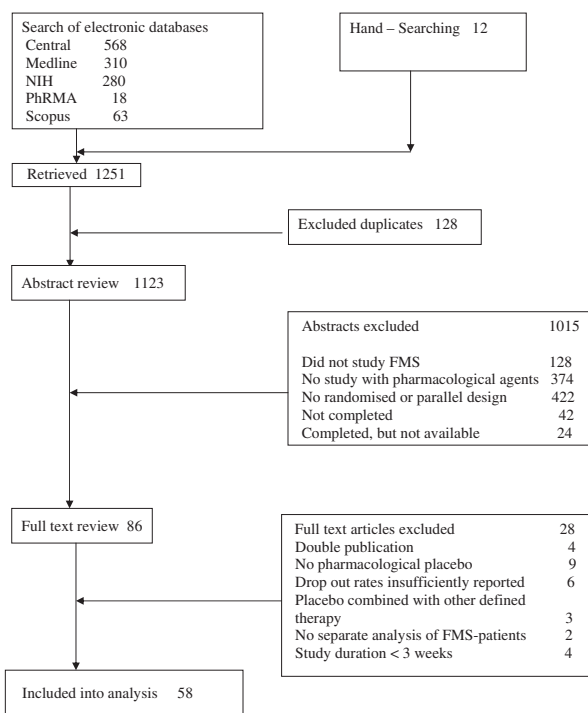 Search of electronic databases
Central 568
Medline 310
NIH 280
PhRMA 18
Scopus 63
Hand – Searching 12
Retrieved 1251
Excluded duplicates 128
Abstract review 1123
Abstracts excluded 1015
Did not study FMS 128
No study with pharmacological agents 374
No randomised or parallel design 422
Not completed 42
Completed, but not available 24
Full text review 86
Full text articles excluded 28
Double publication 4
No pharmacological placebo 9
Drop out rates insufficiently reported 6
Placebo combined with other defined
therapy 3
No separate analysis of FMS-patients 2
Study duration < 3 weeks 4
Included into analysis 58